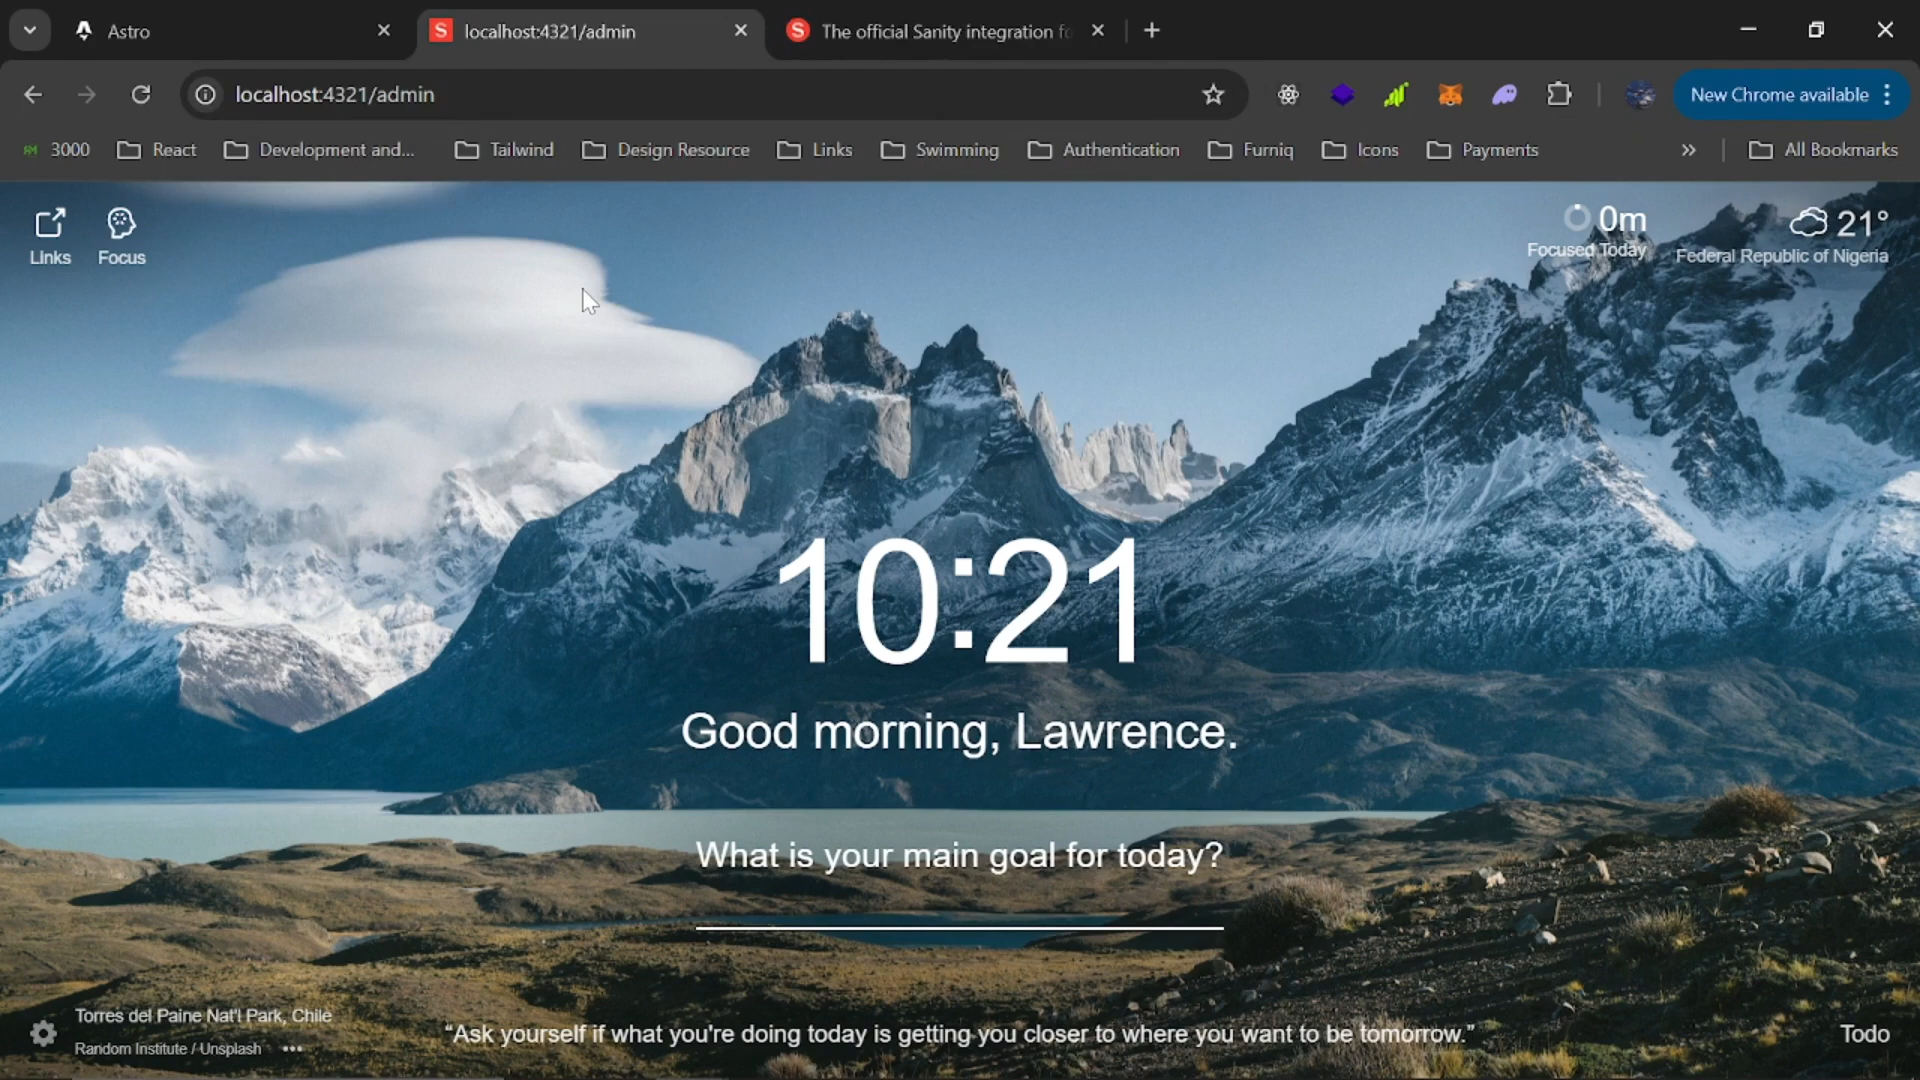 Astro
localhost:4321/admin
The official Sanity integration fo
localhost:4321/admin
New Chrome available
3000
React
Development and...
Tailwind
Design Resource
Links
Swimming
Authentication
Furniq
Icons
Payments
All Bookmarks
Links
Focus
0m
Focused Today
21°
Federal Republic of Nigeria
10:21
Good morning, Lawrence.
What is your main goal for today?
Torres del Paine Nat'l Park, Chile
Random Institute / Unsplash
“Ask yourself if what you're doing today is getting you closer to where you want to be tomorrow.”
Todo